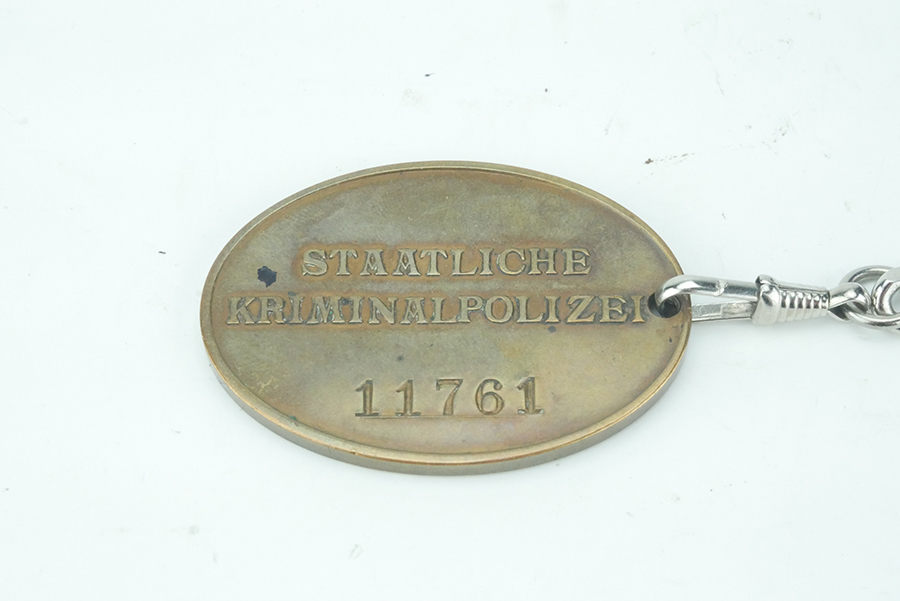 STAATLICHE
KRIMINALPOLIZEI
11761